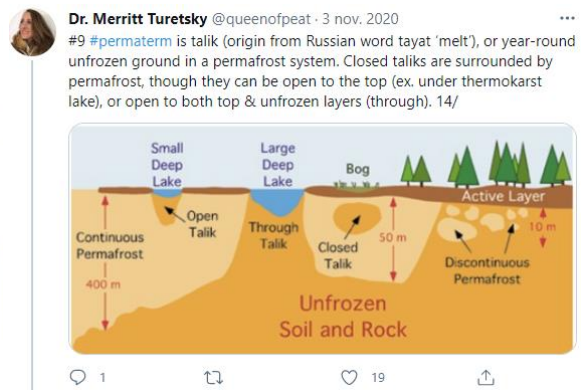 Dr. Merritt Turetsky @queenofpeat · 3 nov. 2020
#9 #permaterm is talik (origin from Russian word tayat 'melt'), or year-round
unfrozen ground in a permafrost system. Closed taliks are surrounded by
permafrost, though they can be open to the top (ex. under thermokarst
lake), or open to both top & unfrozen layers (through). 14/
Small
Deep
Lake
Large
Deep
Lake
Bog
Active Layer
Open
Talik
Through
Talik
Closed
Talik
Continuous
Permafrost
400 m
50 m
10 m
Discontinuous
Permafrost
Unfrozen
Soil and Rock
1
19